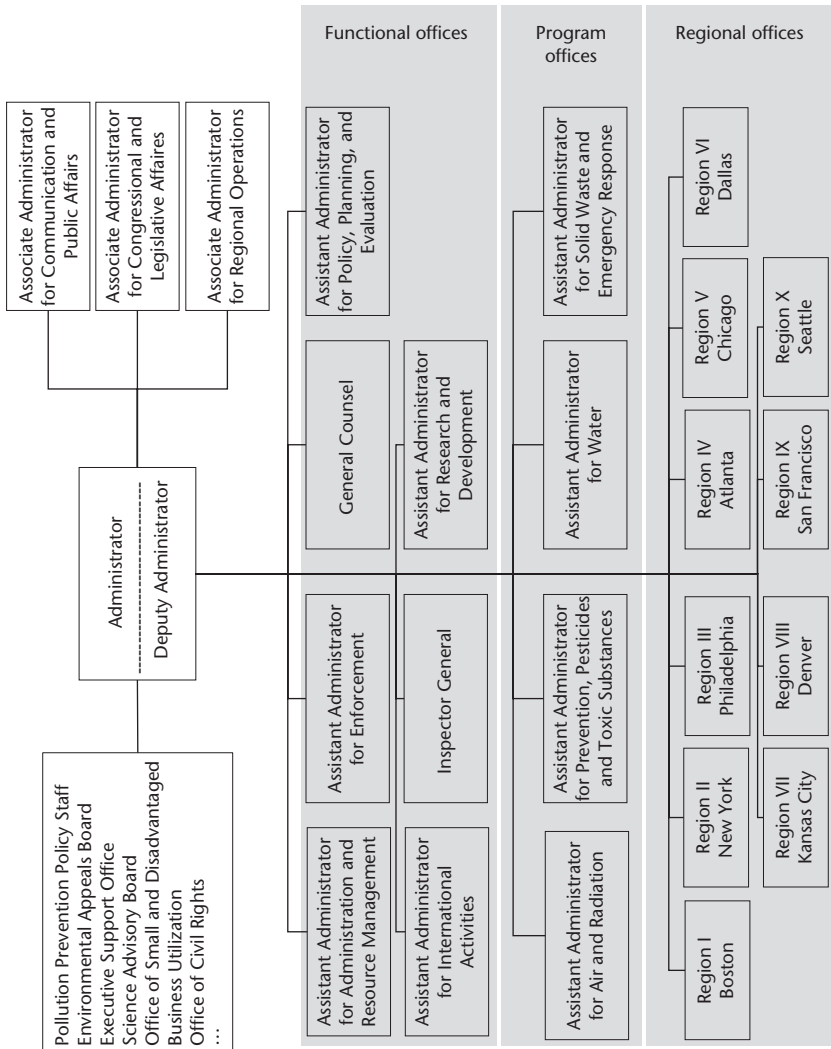 Pollution Prevention Policy Staff
Environmental Appeals Board
Executive Support Office
Science Advisory Board
Office of Small and Disadvantaged
Business Utilization
Office of Civil Rights
…
Administrator
Deputy Administrator
Associate Administrator
for Communication and
Public Affairs
Associate Administrator
for Congressional and
Legislative Affaires
Associate Administrator
for Regional Operations
Functional offices
Assistant Administrator
for Administration and
Resource Management
Assistant Administrator
for Enforcement
General Counsel
Assistant Administrator
for Policy, Planning, and
Evaluation
Assistant Administrator
for International
Activities
Inspector General
Assistant Administrator
for Research and
Development
Program
offices
Assistant Administrator
for Air and Radiation
Assistant Administrator
for Prevention, Pesticides
and Toxic Substances
Assistant Administrator
for Water
Assistant Administrator
for Solid Waste and
Emergency Response
Regional offices
Region I
Boston
Region II
New York
Region III
Philadelphia
Region IV
Atlanta
Region V
Chicago
Region VI
Dallas
Region VII
Kansas City
Region VIII
Denver
Region IX
San Francisco
Region X
Seattle